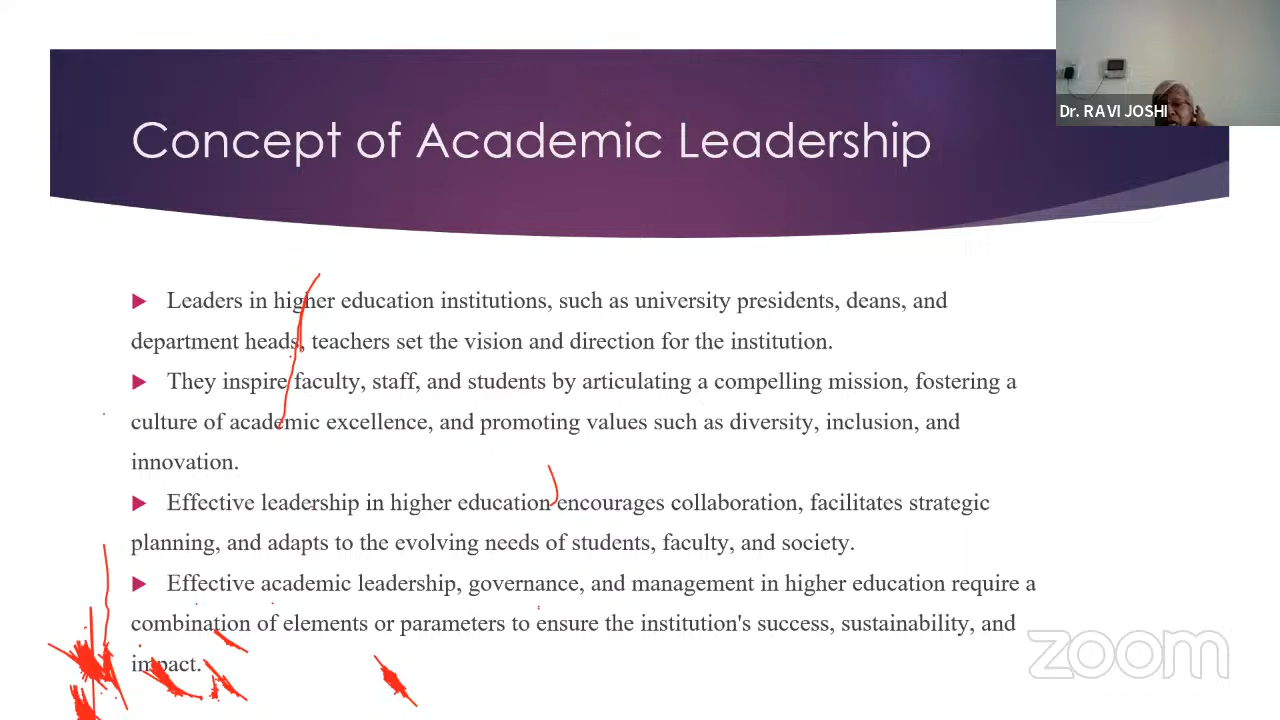 Dr. RAVI JOSHI
Concept of Academic Leadership
Leaders in higher education institutions, such as university presidents, deans, and
department heads, teachers set the vision and direction for the institution.
They inspire faculty, staff, and students by articulating a compelling mission, fostering a
culture of academic excellence, and promoting values such as diversity, inclusion, and
innovation.
Effective leadership in higher education encourages collaboration, facilitates strategic
planning, and adapts to the evolving needs of students, faculty, and society.
Effective academic leadership, governance, and management in higher education require a
combination of elements or parameters to ensure the institution's success, sustainability, and
impact.
zoom